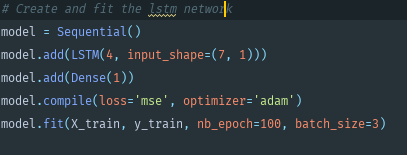 # Create and fit the lstm network
model = Sequential()
model.add(LSTM(4, input_shape=(7, 1)))
model.add(Dense(1))
model.compile(loss='mse', optimizer='adam')
model.fit(X_train, y_train, nb_epoch=100, batch_size=3)